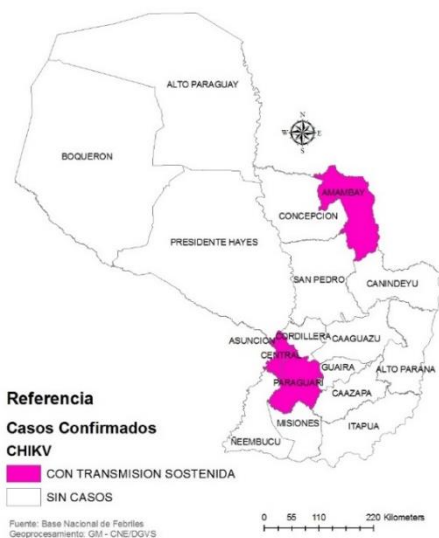 ALTO PARAGUAY
N
W E
S
BOQUERON
AMAMBAY
CONCEPCION
PRESIDENTE HAYES
SAN PEDRO
CANINDEYU
ASUNCION
CORDILLERA
CAAGUAZU
CENTRAL
GUAIRA
ALTO PARANA
PARAGUARI
CAAZAPA
MISIONES
ITAPUA
ÑEEMBUCU
Referencia
Casos Confirmados
CHIKV
CON TRANSMISION SOSTENIDA
SIN CASOS
Fuente: Base Nacional de Febriles
Geoprocesamiento: GM - CNE/DGVS
0 55 110 220 Kilometers